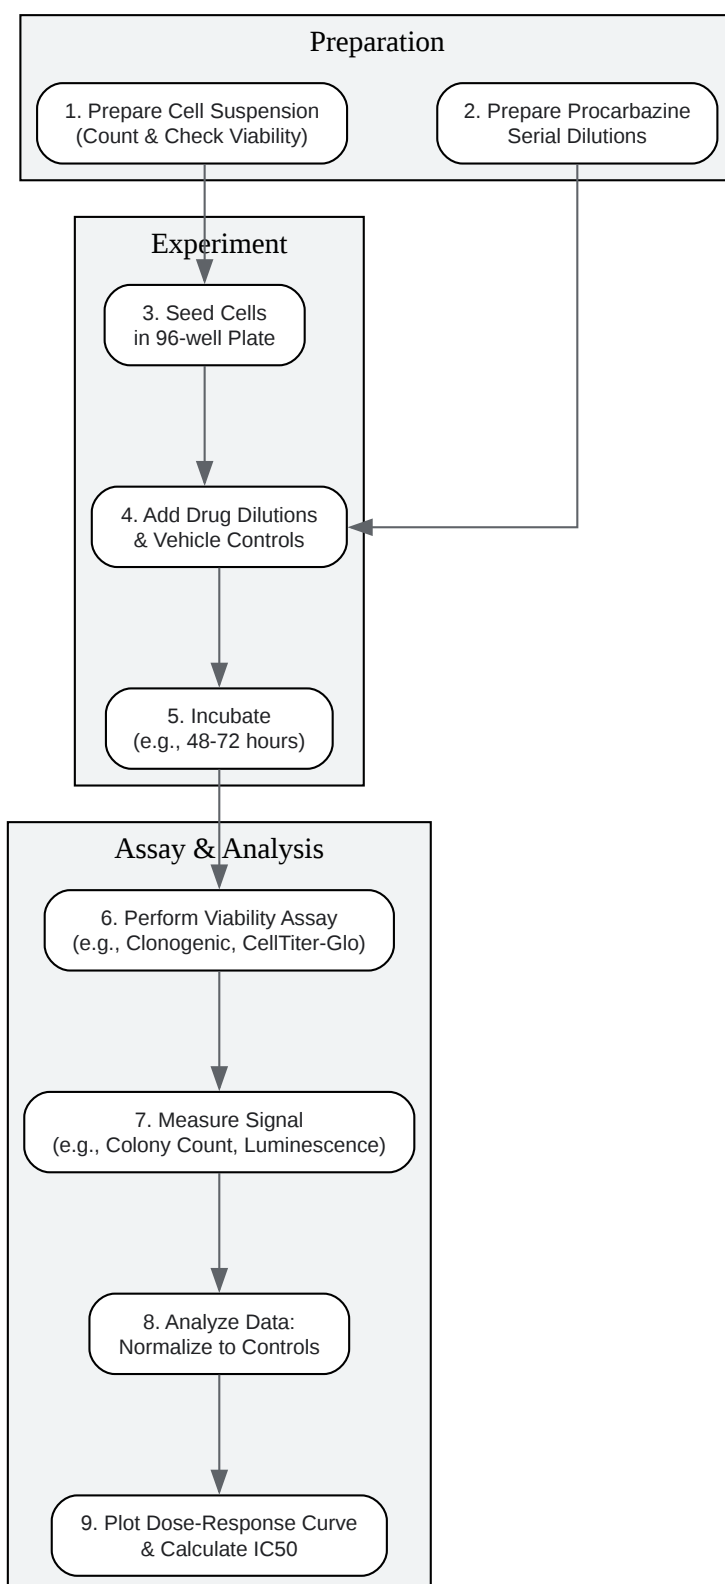 Preparation
1. Prepare Cell Suspension
(Count & Check Viability)
2. Prepare Procarbazine
Serial Dilutions
Experiment
3. Seed Cells
in 96-well Plate
4. Add Drug Dilutions
& Vehicle Controls
5. Incubate
(e.g., 48-72 hours)
Assay & Analysis
6. Perform Viability Assay
(e.g., Clonogenic, CellTiter-Glo)
7. Measure Signal
(e.g., Colony Count, Luminescence)
8. Analyze Data:
Normalize to Controls
9. Plot Dose-Response Curve
& Calculate IC50